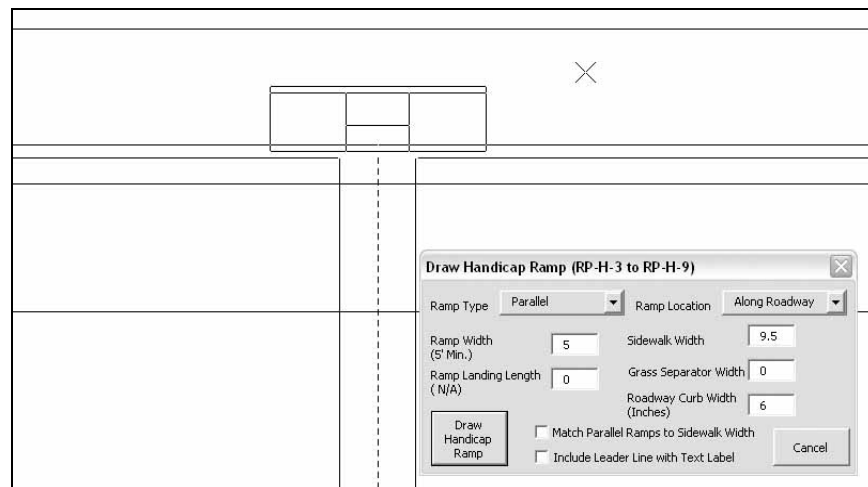 Draw Handicap Ramp (RP-H-3 to RP-H-9)
Ramp Type Parallel Ramp Location Along Roadway
Ramp Width
(5' Min.) 5
Sidewalk Width 9.5
Ramp Landing Length
( N/A) 0
Grass Separator Width 0
Roadway Curb Width
(Inches) 6
Draw
Handicap
Ramp
Match Parallel Ramps to Sidewalk Width
Include Leader Line with Text Label
Cancel